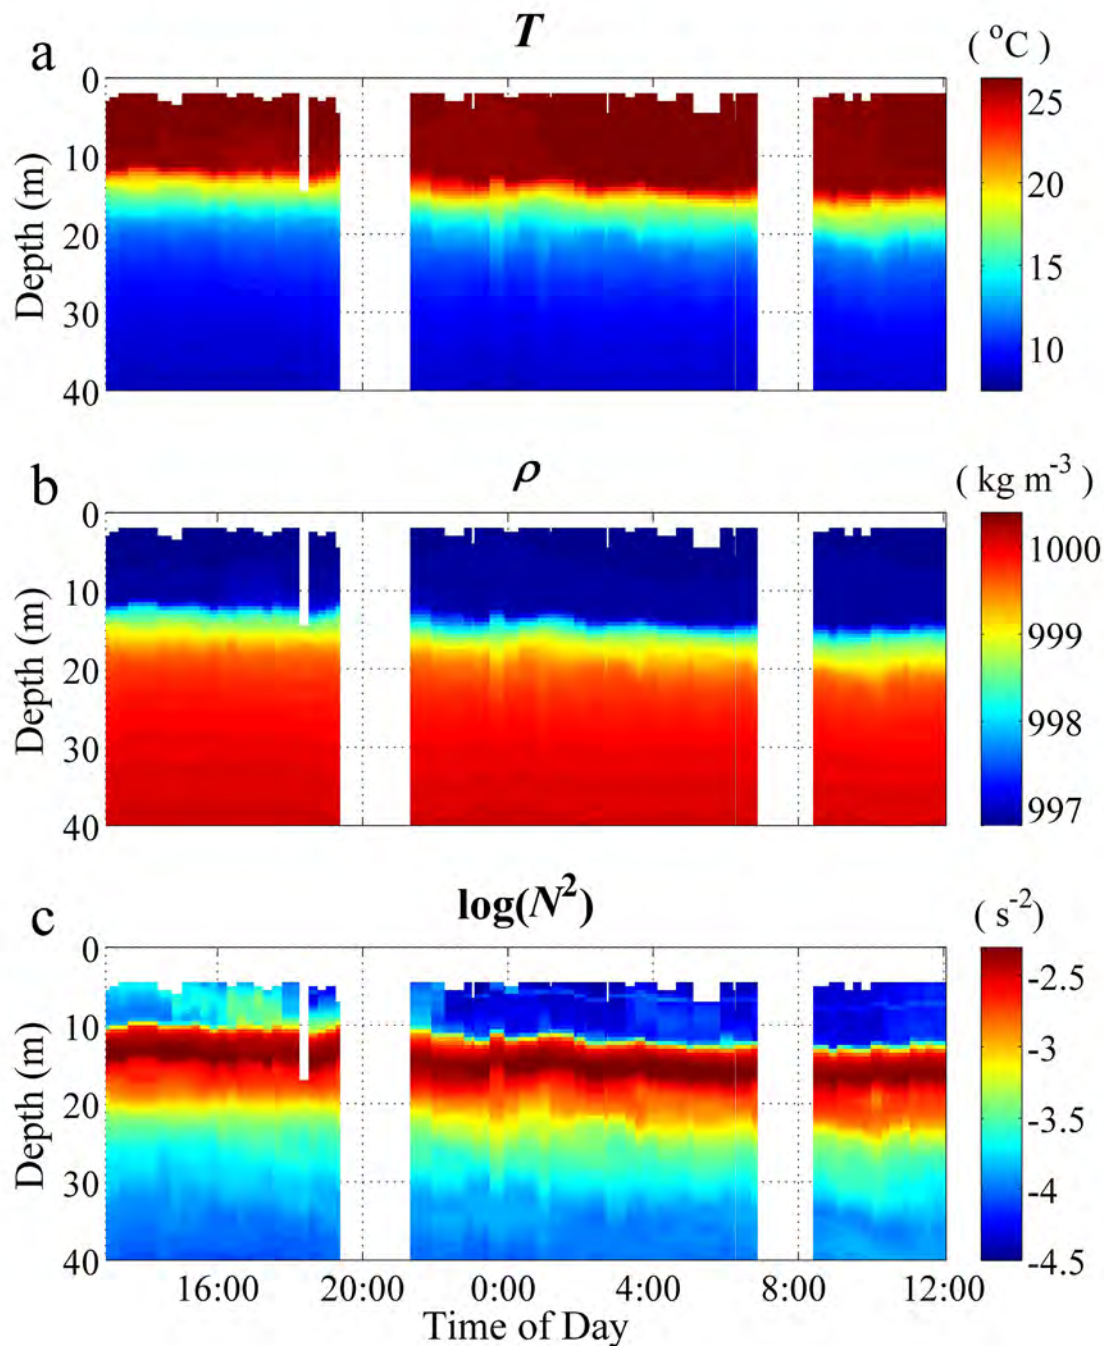 a
T
( °C )
Depth (m)
0
10
20
30
40
25
20
15
10
b
ρ
( kg m⁻³ )
Depth (m)
0
10
20
30
40
1000
999
998
997
c
log(N²)
( s⁻² )
Depth (m)
0
10
20
30
40
-2.5
-3
-3.5
-4
-4.5
16:00 20:00 0:00 4:00 8:00 12:00
Time of Day